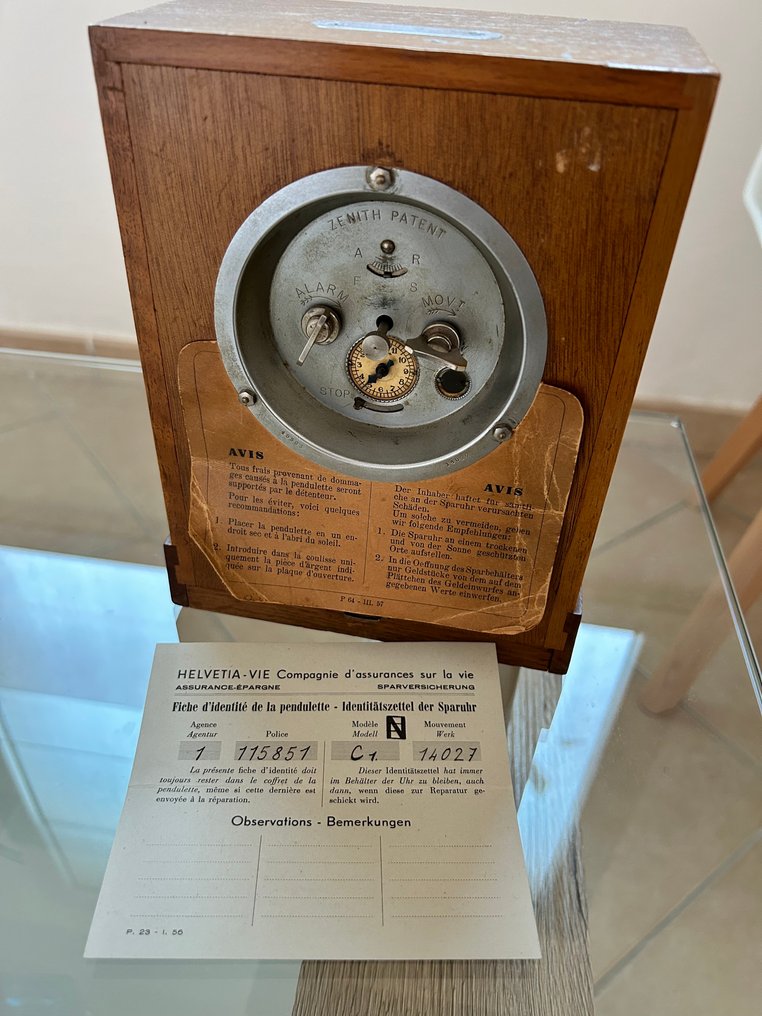 ZENITH PATENT
A R
F S
ALARM
MOVT
STOP
AVIS
Tous frais provenant de domma-
ges causés à la pendulette seront
supportés par le détenteur.
Pour les éviter, voici quelques
recommandations:
1. Placer la pendulette en un en-
droit sec et à l'abri du soleil.
2. Introduire dans la coulisse uni-
quement la pièce d'argent indi-
quée sur la plaque d'ouverture.
AVIS
Der Inhaber haftet für sämtli-
che an der Sparuhr verursachten
Schäden.
Um solche zu vermeiden, geben
wir folgende Empfehlungen:
1. Die Sparuhr an einem trockenen
und von der Sonne geschützten
Orte aufstellen.
2. In die Oeffnung des Sparbehälters
nur Geldstücke von dem auf dem
Plättchen des Geldeinwurfes an-
gegebenen Werte einwerfen.
P 64 - III. 57
HELVETIA-VIE Compagnie d'assurances sur la vie
ASSURANCE-ÉPARGNE SPARVERSICHERUNG
Fiche d'identité de la pendulette - Identitätszettel der Sparuhr
Agence Police Modèle N Mouvement
Agentur Modell Werk
1 115851 C1. 14027
La présente fiche d'identité doit
toujours rester dans le coffret de la
pendulette, même si cette dernière est
envoyée à la réparation.
Dieser Identitätszettel hat immer
im Behälter der Uhr zu bleiben, auch
dann, wenn diese zur Reparatur ge-
schickt wird.
Observations - Bemerkungen
P. 23 - I. 56